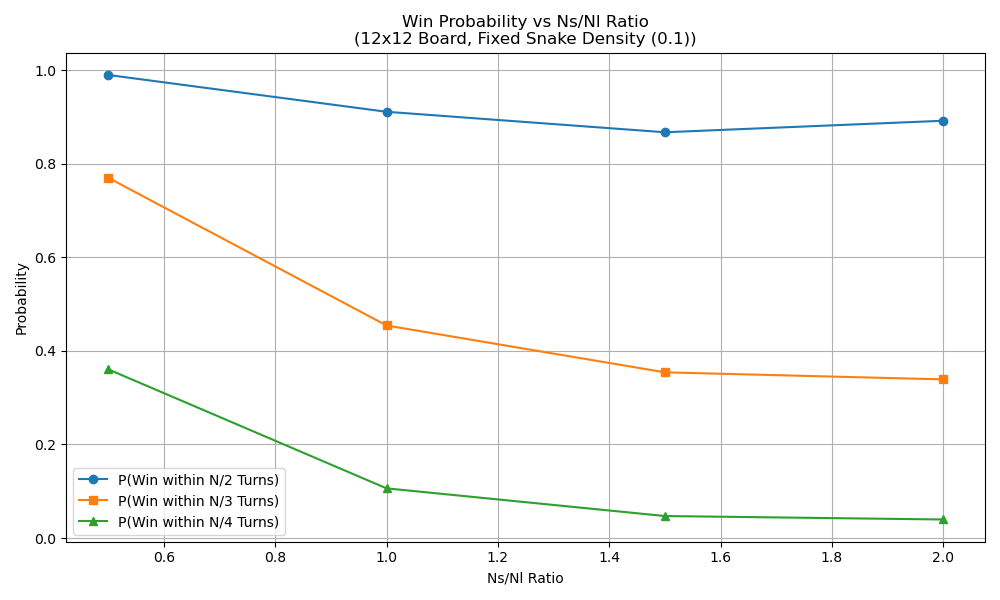 Win Probability vs Ns/Nl Ratio
(12x12 Board, Fixed Snake Density (0.1))
1.0
0.8
0.6
0.4
0.2
0.0
Probability
P(Win within N/2 Turns)
P(Win within N/3 Turns)
P(Win within N/4 Turns)
0.6 0.8 1.0 1.2 1.4 1.6 1.8 2.0
Ns/Nl Ratio